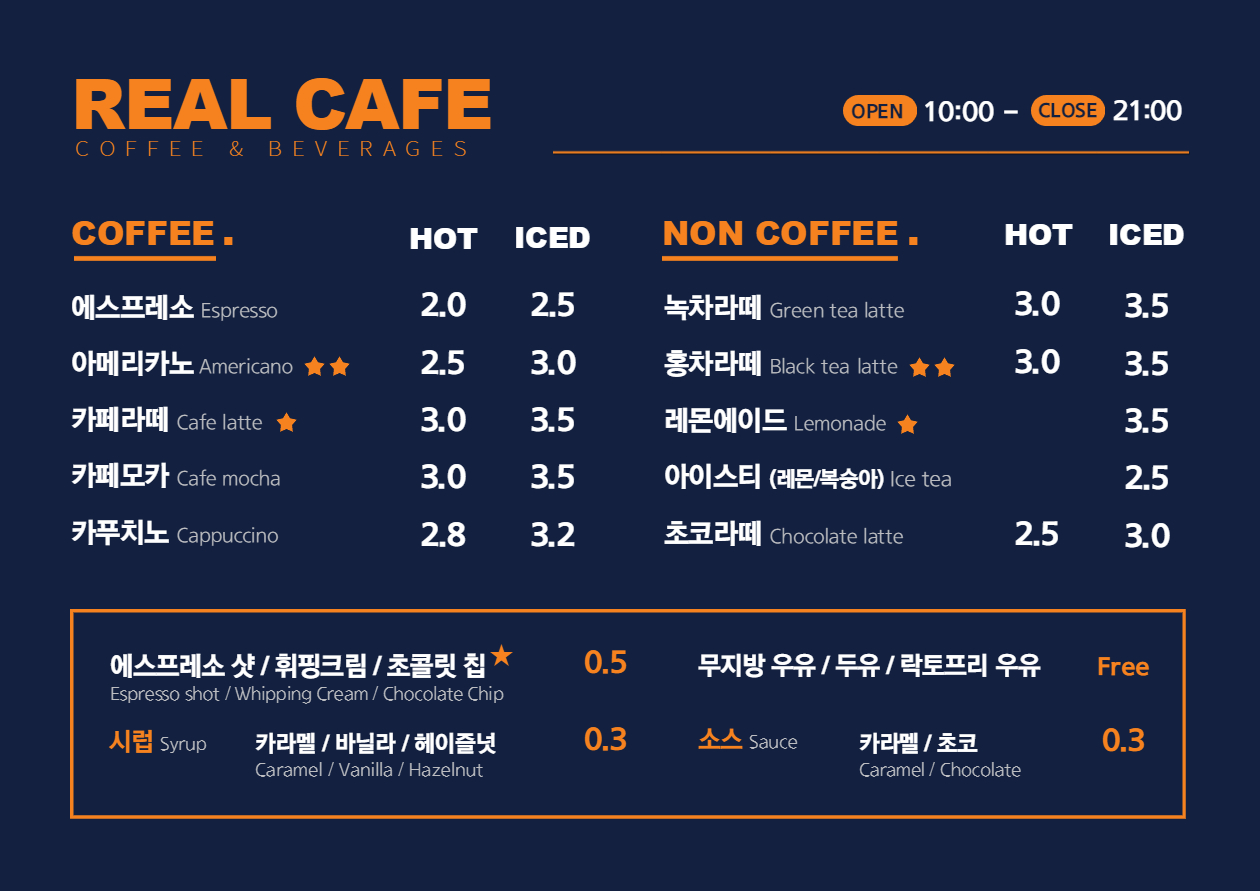 REAL CAFE
COFFEE & BEVERAGES
OPEN 10:00 – CLOSE 21:00
COFFEE . HOT ICED
에스프레소 Espresso 2.0 2.5
아메리카노 Americano ★★ 2.5 3.0
카페라떼 Cafe latte ★ 3.0 3.5
카페모카 Cafe mocha 3.0 3.5
카푸치노 Cappuccino 2.8 3.2
NON COFFEE . HOT ICED
녹차라떼 Green tea latte 3.0 3.5
홍차라떼 Black tea latte ★★ 3.0 3.5
레몬에이드 Lemonade ★ 3.5
아이스티 (레몬/복숭아) Ice tea 2.5
초코라떼 Chocolate latte 2.5 3.0
에스프레소 샷 / 휘핑크림 / 초콜릿 칩★ 0.5
Espresso shot / Whipping Cream / Chocolate Chip
시럽 Syrup 카라멜 / 바닐라 / 헤이즐넛 0.3
Caramel / Vanilla / Hazelnut
무지방 우유 / 두유 / 락토프리 우유 Free
소스 Sauce 카라멜 / 초코 0.3
Caramel / Chocolate